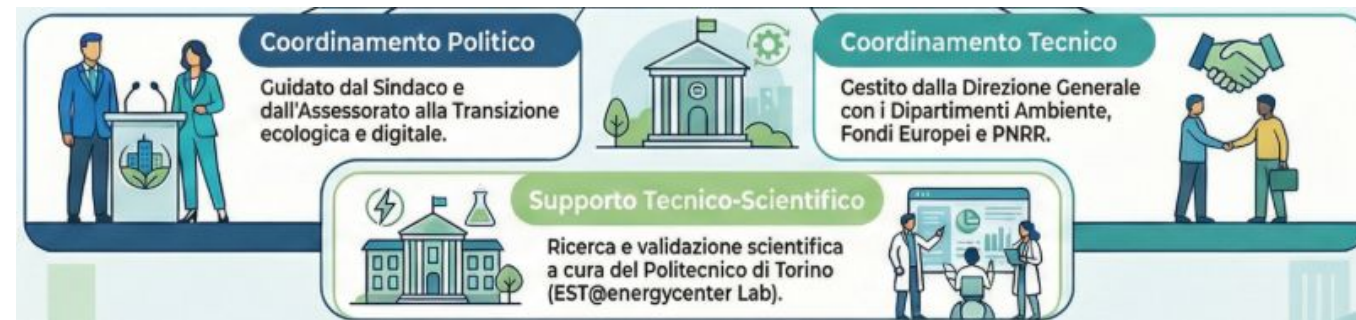 Coordinamento Politico
Guidato dal Sindaco e
dall'Assessorato alla Transizione
ecologica e digitale.
Coordinamento Tecnico
Gestito dalla Direzione Generale
con i Dipartimenti Ambiente,
Fondi Europei e PNRR.
Supporto Tecnico-Scientifico
Ricerca e validazione scientifica
a cura del Politecnico di Torino
(EST@energycenter Lab).